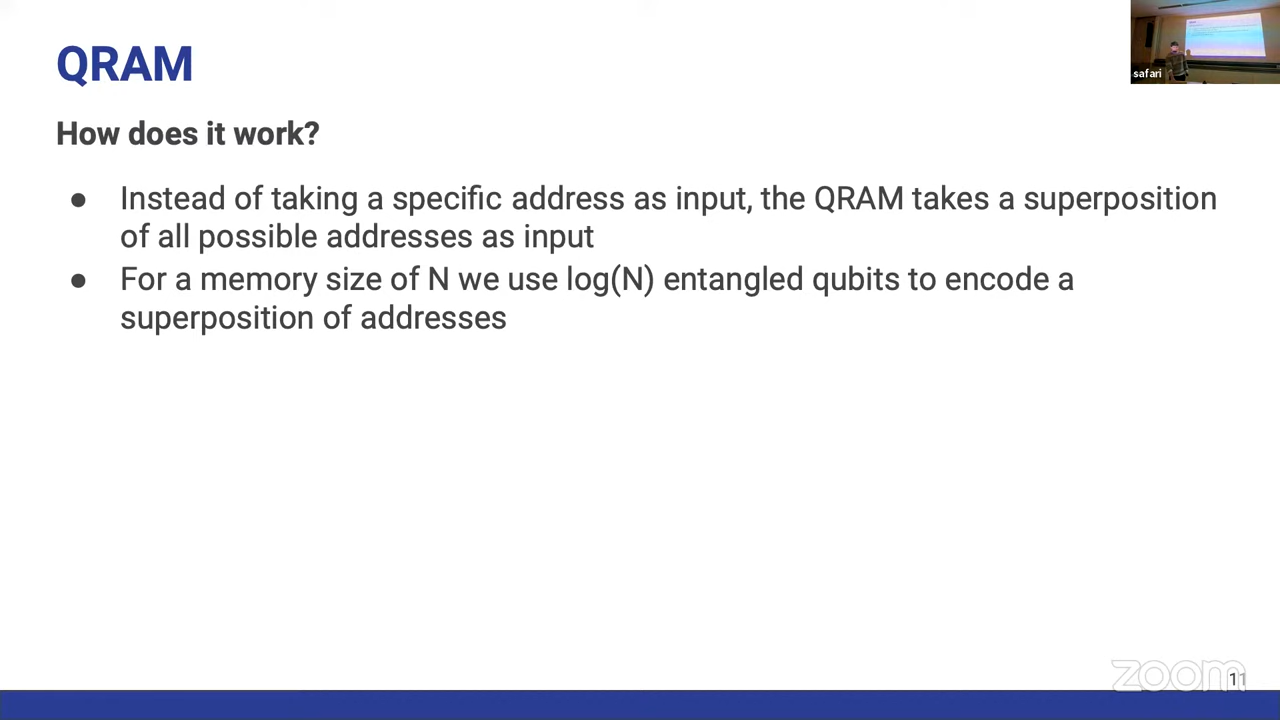 QRAM
safari
How does it work?
● Instead of taking a specific address as input, the QRAM takes a superposition
of all possible addresses as input
● For a memory size of N we use log(N) entangled qubits to encode a
superposition of addresses
zoom
11